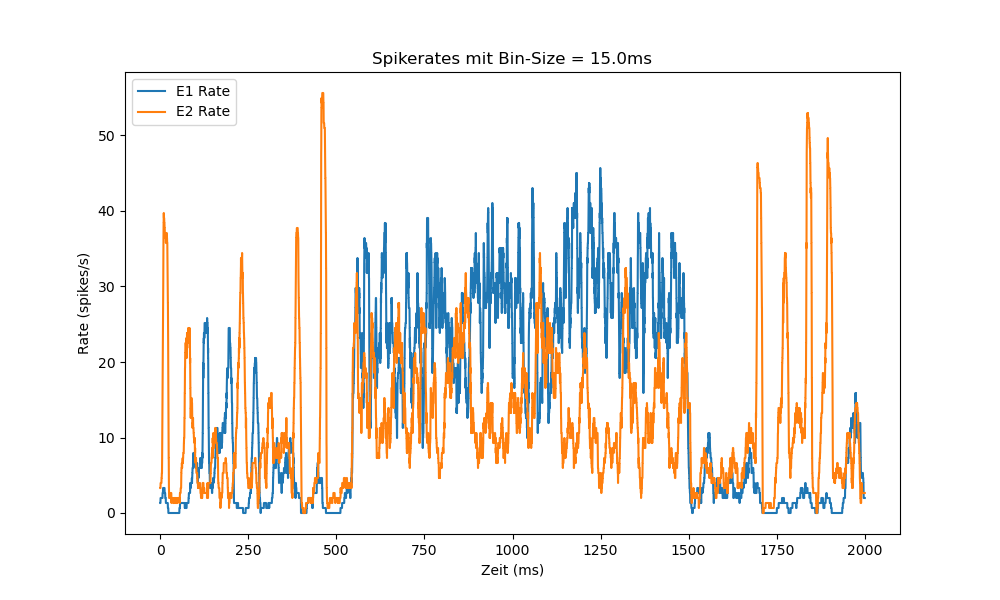 Spikerates mit Bin-Size = 15.0ms
E1 Rate
E2 Rate
Rate (spikes/s)
50
40
30
20
10
0
0 250 500 750 1000 1250 1500 1750 2000
Zeit (ms)